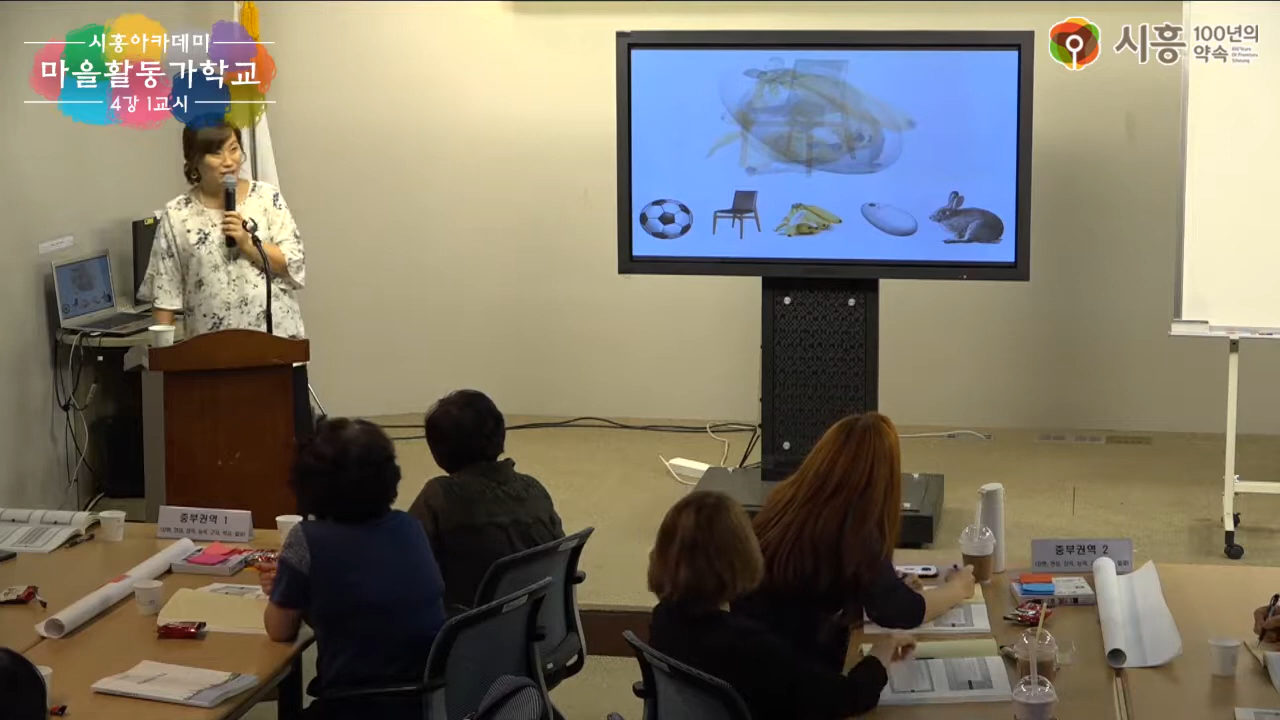 시흥아카데미
마을활동가학교
4강 1교시
시흥 100년의 약속
중부권역 1
중부권역 2